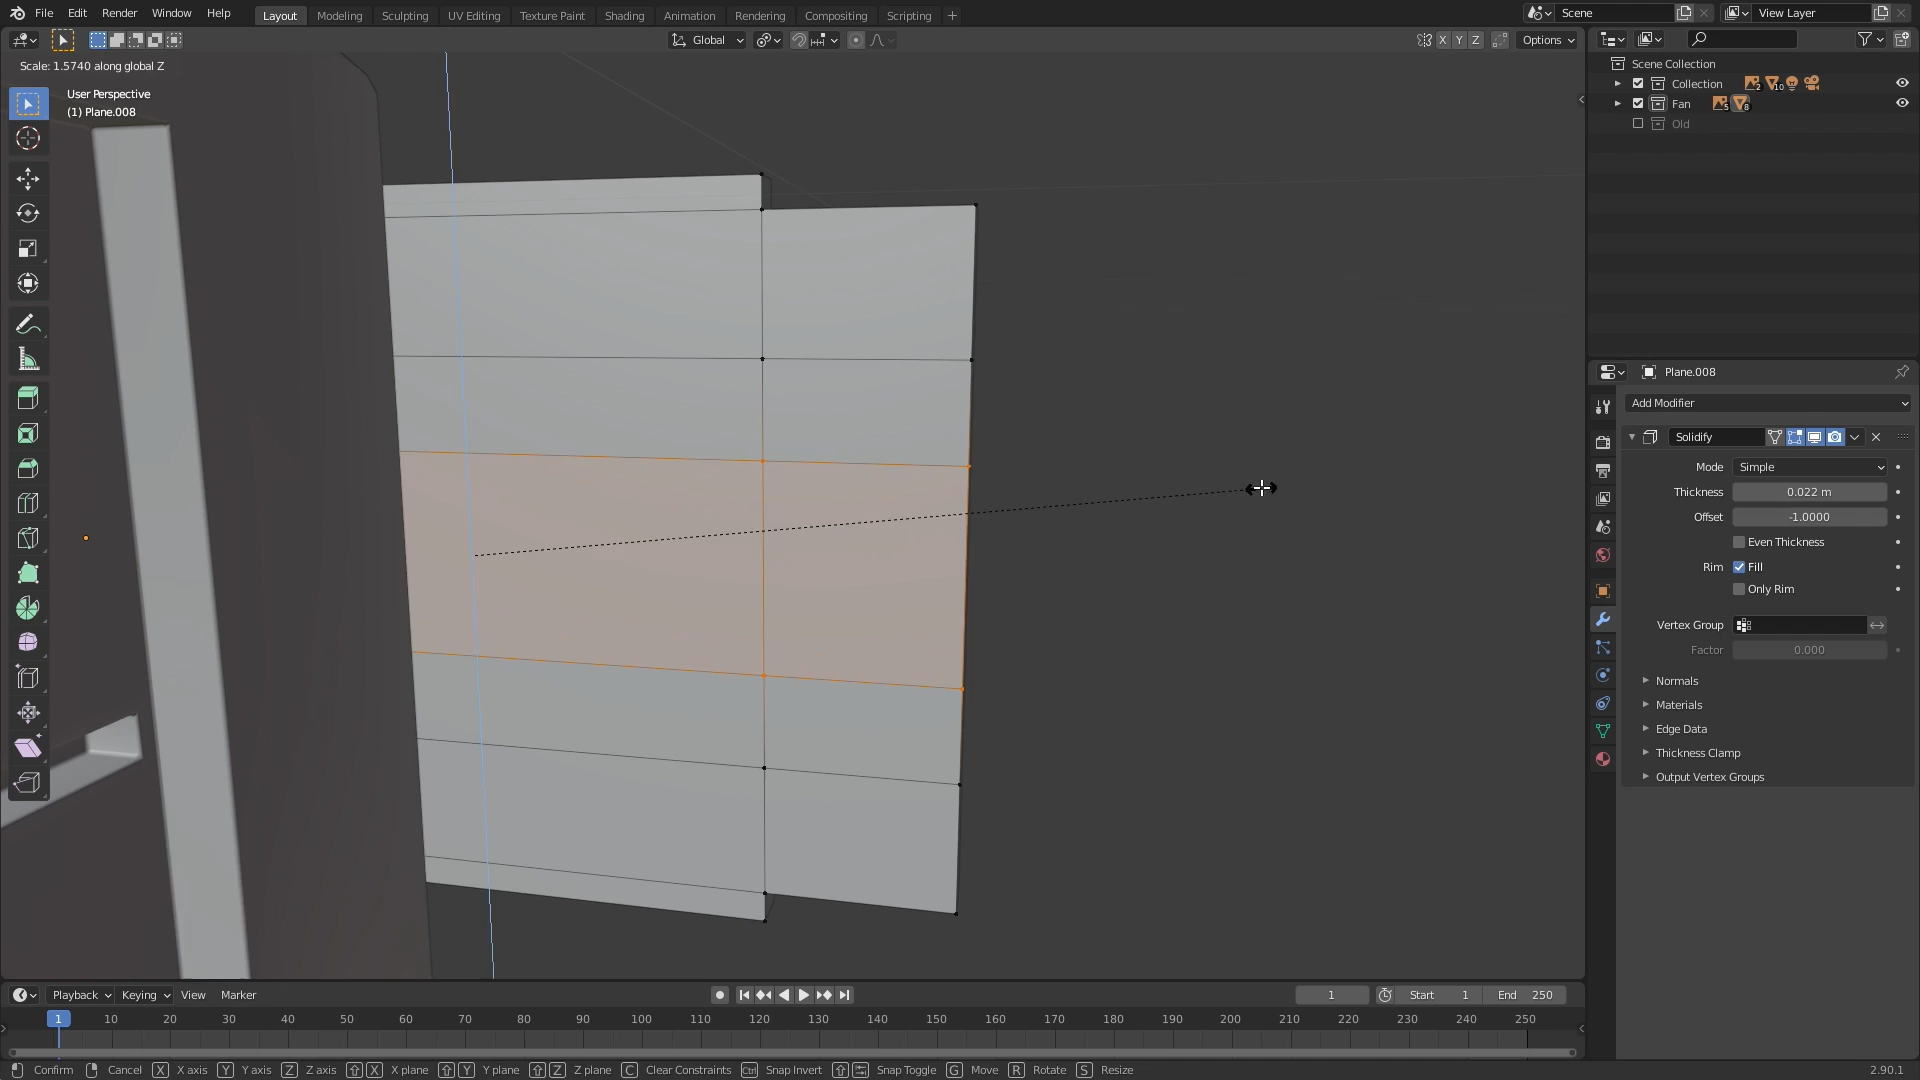 File Edit Render Window Help Layout Modeling Sculpting UV Editing Texture Paint Shading Animation Rendering Compositing Scripting + Scene View Layer
Global X Y Z Options
Scale: 1.5740 along global Z
User Perspective
(1) Plane.008
Scene Collection
Collection 2 10
Fan 5 8
Old
Plane.008
Add Modifier
Solidify
Mode Simple
Thickness 0.022 m
Offset -1.0000
Even Thickness
Rim Fill
Only Rim
Vertex Group
Factor 0.000
Normals
Materials
Edge Data
Thickness Clamp
Output Vertex Groups
Playback Keying View Marker 1 Start 1 End 250
1 10 20 30 40 50 60 70 80 90 100 110 120 130 140 150 160 170 180 190 200 210 220 230 240 250
Confirm Cancel X X axis Y Y axis Z Z axis X X plane Y Y plane Z Z plane C Clear Constraints Ctrl Snap Invert Snap Toggle G Move R Rotate S Resize 2.90.1